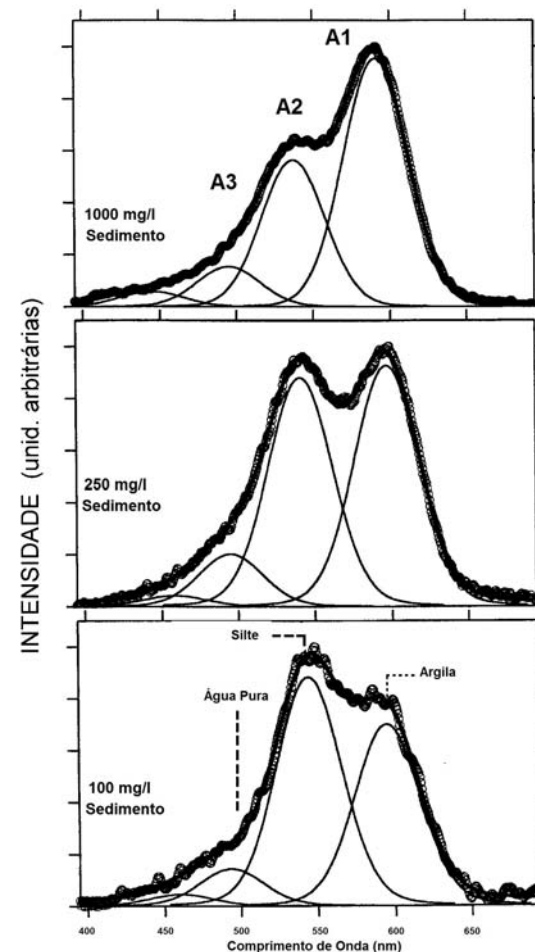 A1
A2
A3
1000 mg/l
Sedimento
INTENSIDADE (unid. arbitrárias)
250 mg/l
Sedimento
Silte
Argila
Água Pura
100 mg/l
Sedimento
400 450 500 550 600 650
Comprimento de Onda (nm)